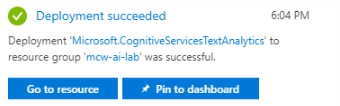 Deployment succeeded 6:04 PM
Deployment 'Microsoft.CognitiveServicesTextAnalytics' to
resource group 'mcw-ai-lab' was successful.
Go to resource Pin to dashboard